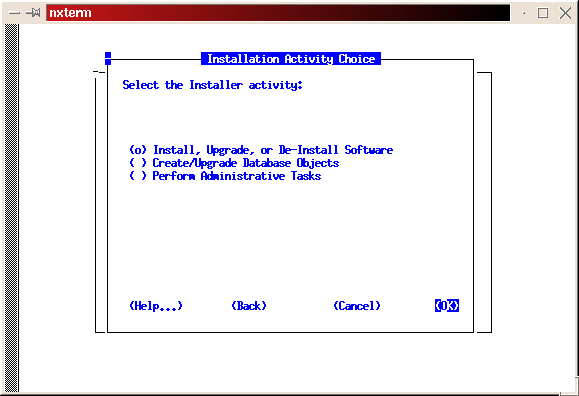 nxterm
Installation Activity Choice
Select the Installer activity:
(o) Install, Upgrade, or De-Install Software
( ) Create/Upgrade Database Objects
( ) Perform Administrative Tasks
(Help...) (Back) (Cancel) (OK)